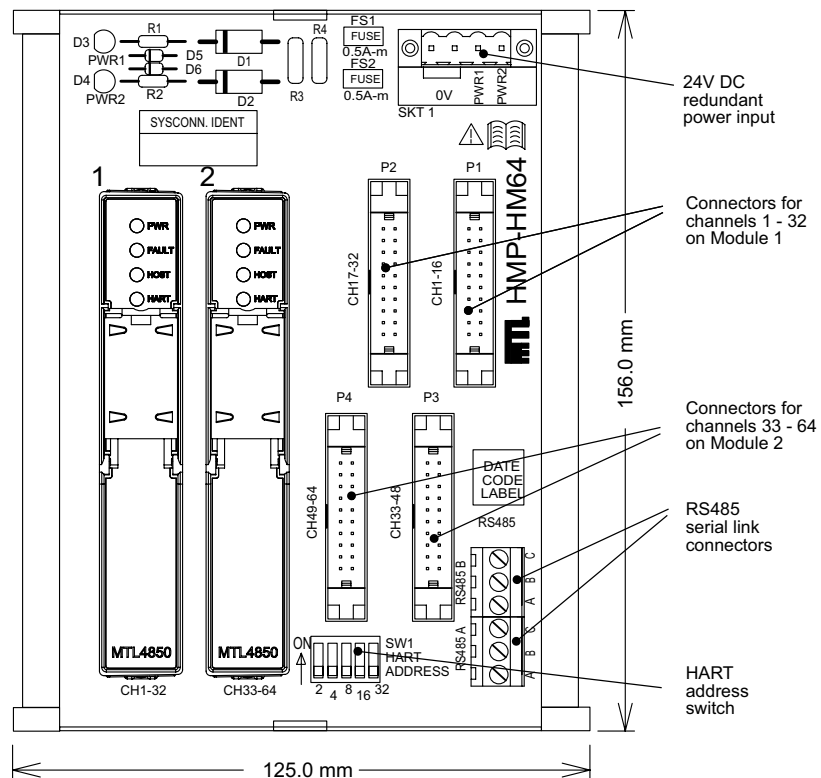 D3
R1
PWR1
D5
D6
D4
R2
PWR2
D1
D2
R3
R4
FS1
FUSE
0.5A-m
FS2
FUSE
0.5A-m
0V
PWR1
PWR2
SKT 1
24V DC
redundant
power input
SYSCONN. IDENT
1
2
PWR
FAULT
HOST
HART
PWR
FAULT
HOST
HART
P2
P1
CH17-32
CH1-16
MTL HMP-HM64
Connectors for
channels 1 - 32
on Module 1
156.0 mm
P4
P3
CH49-64
CH33-48
Connectors for
channels 33 - 64
on Module 2
DATE
CODE
LABEL
RS485
RS485 B
C
B
A
RS485 A
C
B
A
RS485
serial link
connectors
MTL4850
MTL4850
CH1-32
CH33-64
ON
2
4
8
16
32
SW1
HART
ADDRESS
HART
address
switch
125.0 mm